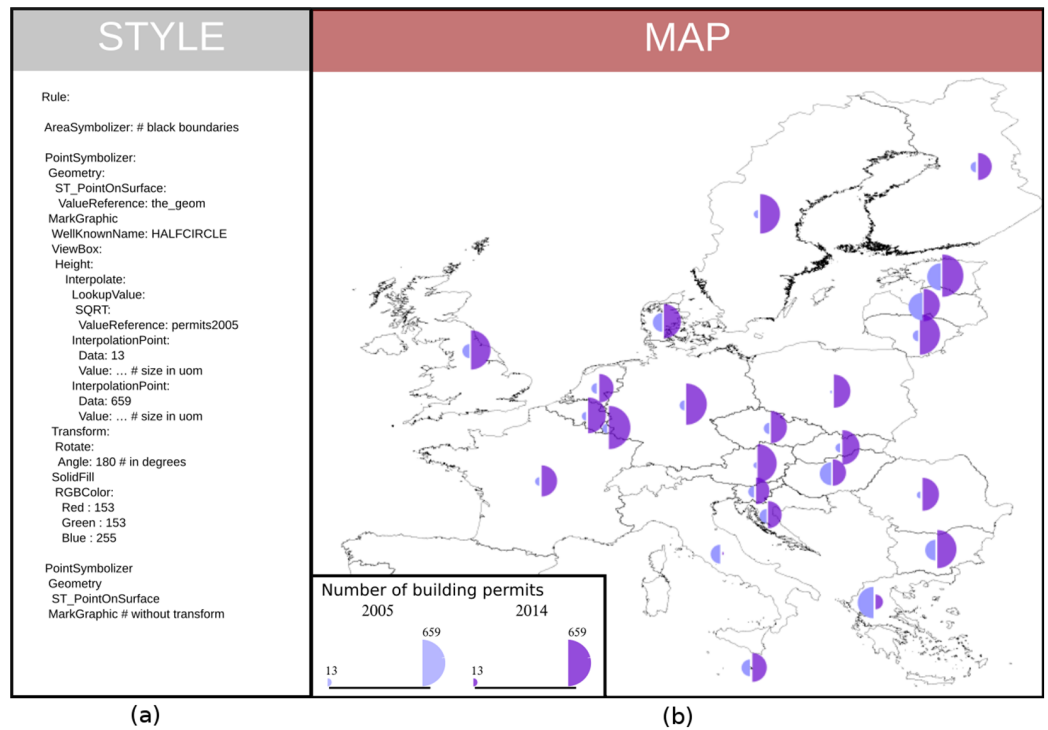 STYLE
Rule:
AreaSymbolizer: # black boundaries
PointSymbolizer:
Geometry:
ST_PointOnSurface:
ValueReference: the_geom
MarkGraphic
WellKnownName: HALFCIRCLE
ViewBox:
Height:
Interpolate:
LookupValue:
SQRT:
ValueReference: permits2005
InterpolationPoint:
Data: 13
Value: ... # size in uom
InterpolationPoint:
Data: 659
Value: ... # size in uom
Transform:
Rotate:
Angle: 180 # in degrees
SolidFill
RGBColor:
Red : 153
Green : 153
Blue : 255
PointSymbolizer
Geometry
ST_PointOnSurface
MarkGraphic # without transform
(a)
MAP
Number of building permits
2005 2014
13 659 13 659
(b)